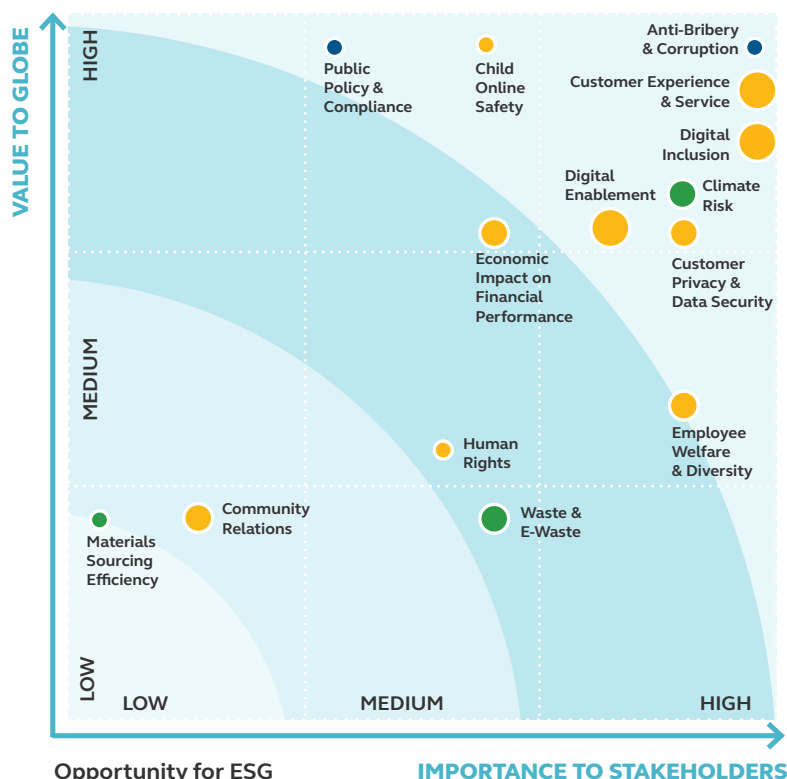 VALUE TO GLOBE
HIGH
MEDIUM
LOW
Public
Policy &
Compliance
Child
Online
Safety
Anti-Bribery
& Corruption
Customer Experience
& Service
Digital
Inclusion
Digital
Enablement
Climate
Risk
Customer
Privacy &
Data Security
Economic
Impact on
Financial
Performance
Employee
Welfare
& Diversity
Human
Rights
Community
Relations
Waste &
E-Waste
Materials
Sourcing
Efficiency
LOW
MEDIUM
HIGH
Opportunity for ESG
IMPORTANCE TO STAKEHOLDERS